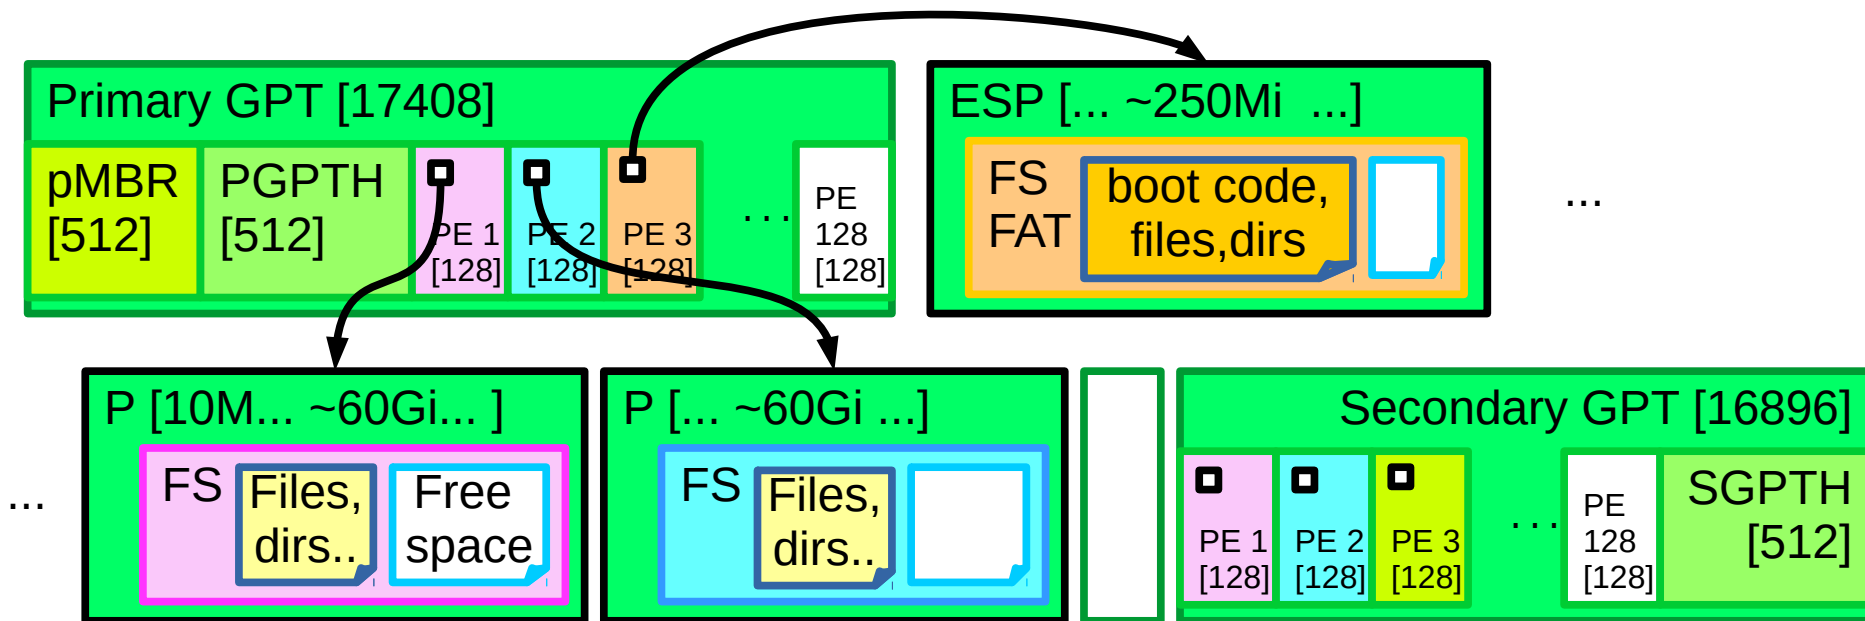 Primary GPT [17408]
pMBR
[512]
PGPTH
[512]
PE 1
[128]
PE 2
[128]
PE 3
[128]
...
PE
128
[128]
ESP [... ~250Mi ...]
FS
FAT
boot code,
files,dirs
...
...
P [10M... ~60Gi... ]
FS
Files,
dirs..
Free
space
P [... ~60Gi ...]
FS
Files,
dirs..
Secondary GPT [16896]
PE 1
[128]
PE 2
[128]
PE 3
[128]
...
PE
128
[128]
SGPTH
[512]